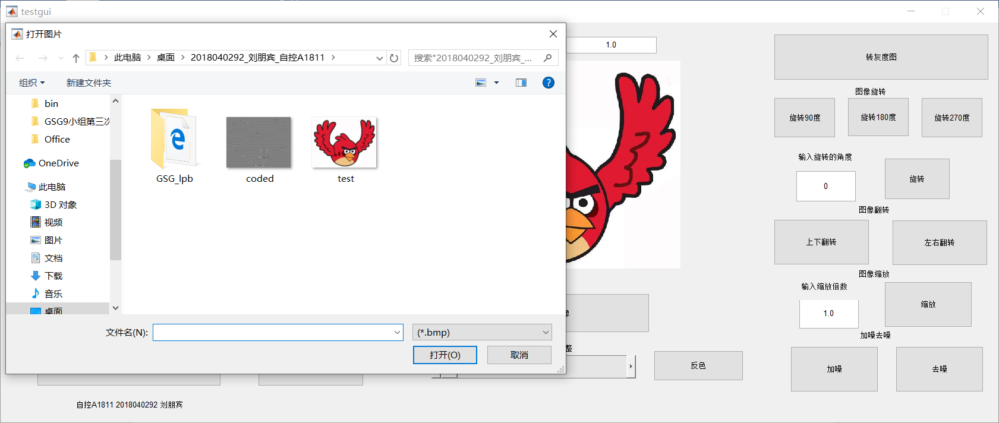 testgui
打开图片
此电脑 桌面 2018040292_刘朋宾_自控A1811
搜索"2018040292_刘朋宾_...
组织 新建文件夹
bin
GSG9小组第三次
Office
OneDrive
此电脑
3D 对象
视频
图片
文档
下载
音乐
桌面
GSG_lpb coded test
文件名(N): (*.bmp)
打开(O) 取消
1.0
像
整
反色
转灰度图
图像旋转
旋转90度 旋转180度 旋转270度
输入旋转的角度
0 旋转
图像翻转
上下翻转 左右翻转
图像缩放
输入缩放倍数
1.0 缩放
加噪去噪
加噪 去噪
自控A1811 2018040292 刘朋宾